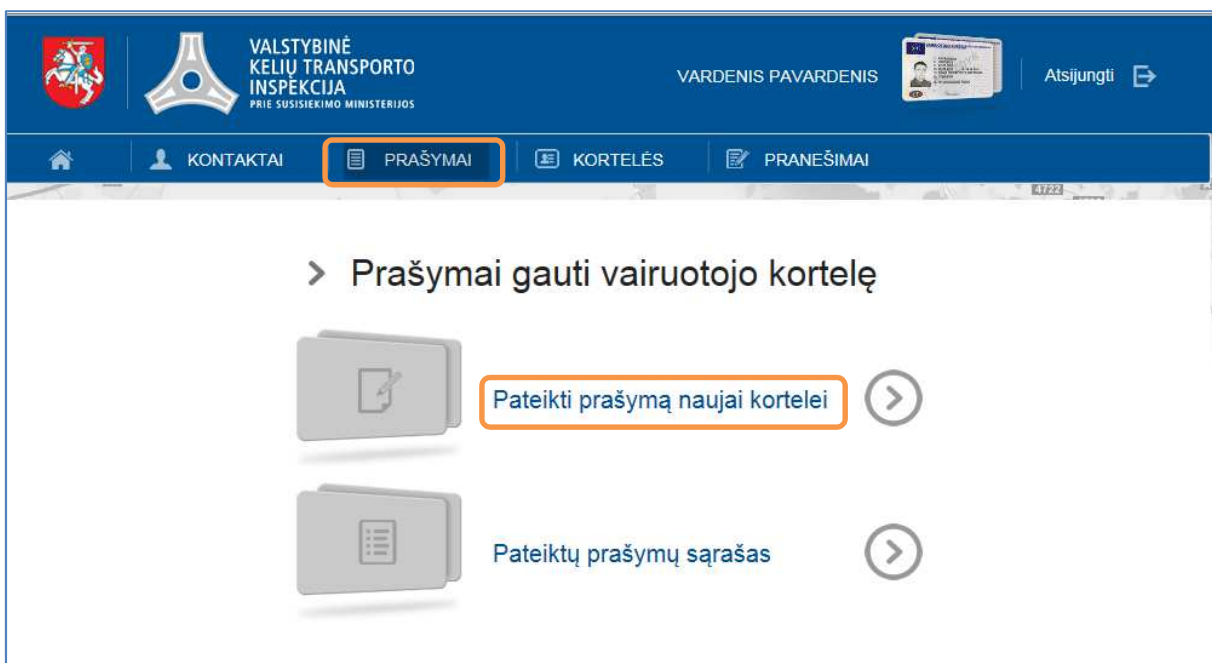 VALSTYBINĖ
KELIŲ TRANSPORTO
INSPEKCIJA
PRIE SUSISIEKIMO MINISTERIJOS
VARDENIS PAVARDENIS
Atsijungti
KONTAKTAI
PRAŠYMAI
KORTELĖS
PRANEŠIMAI
4722
Prašymai gauti vairuotojo kortelę
Pateikti prašymą naujai kortelei
Pateiktų prašymų sąrašas